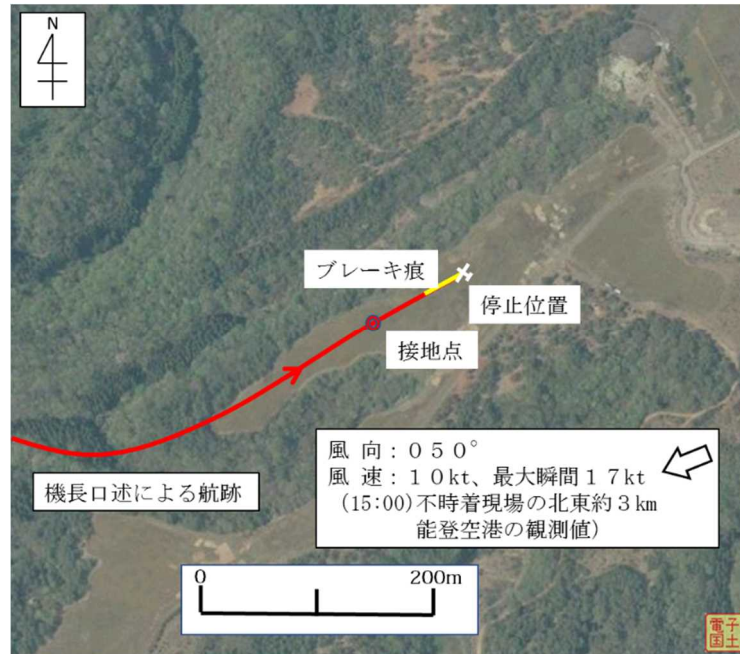 N
ブレーキ痕
停止位置
接地点
風 向：０５０°
風 速：１０kt、最大瞬間１７kt
(15:00)不時着現場の北東約３km
能登空港の観測値）
機長口述による航跡
0
200m
電子
国土